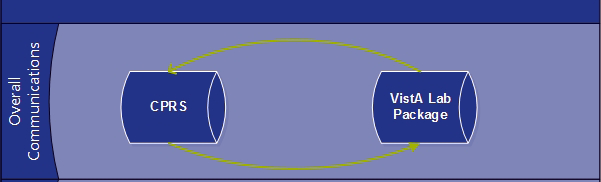 Overall
Communications
CPRS
VistA Lab
Package